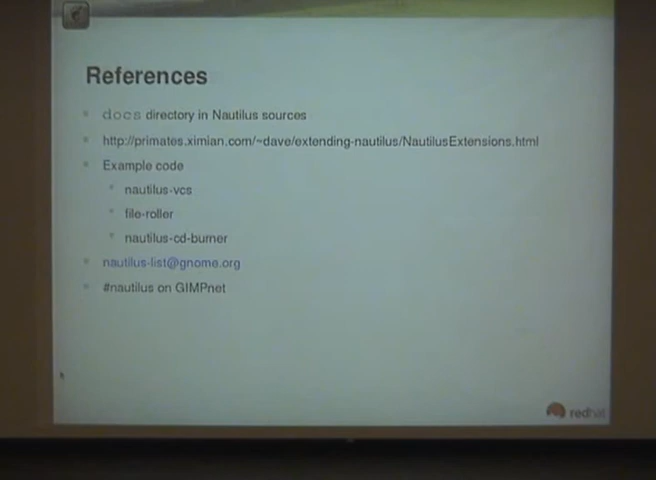 References
docs directory in Nautilus sources
http://primates.ximian.com/~dave/extending-nautilus/NautilusExtensions.html
Example code
nautilus-vcs
file-roller
nautilus-cd-burner
nautilus-list@gnome.org
#nautilus on GIMPnet
redhat